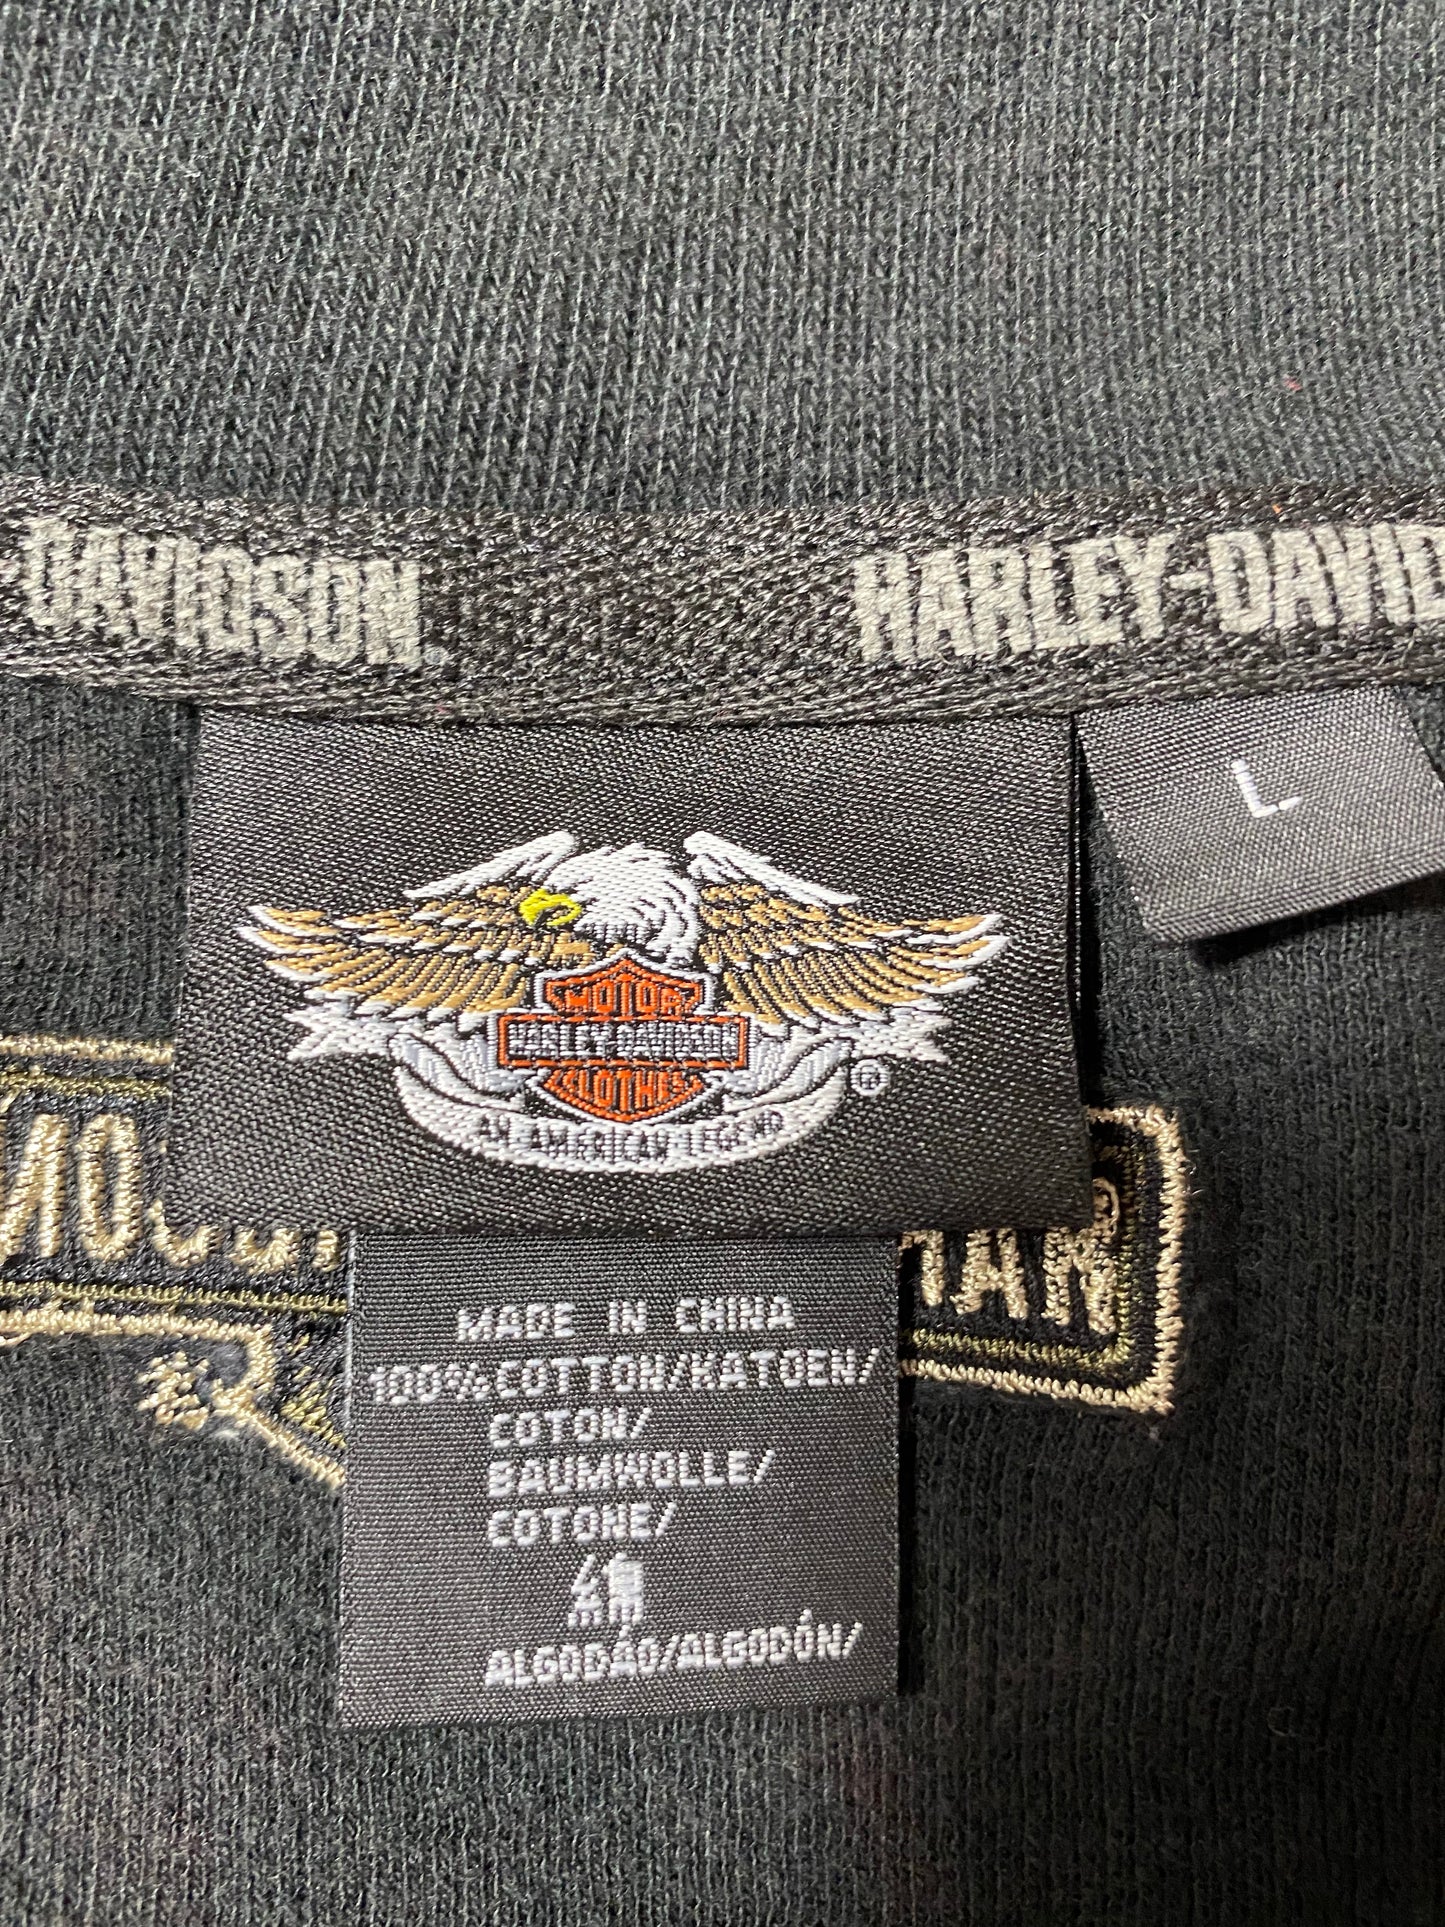 DAVIDSON
HARLEY-DAVID
L
MOTOR
HARLEY-DAVIDSON
CLOTHES
AN AMERICAN LEGEND
®
MADE IN CHINA
100% COTTON/KATOEN/
COTON/
BAUMWOLLE/
COTONE/
ALGODÃO/ALGODÓN/